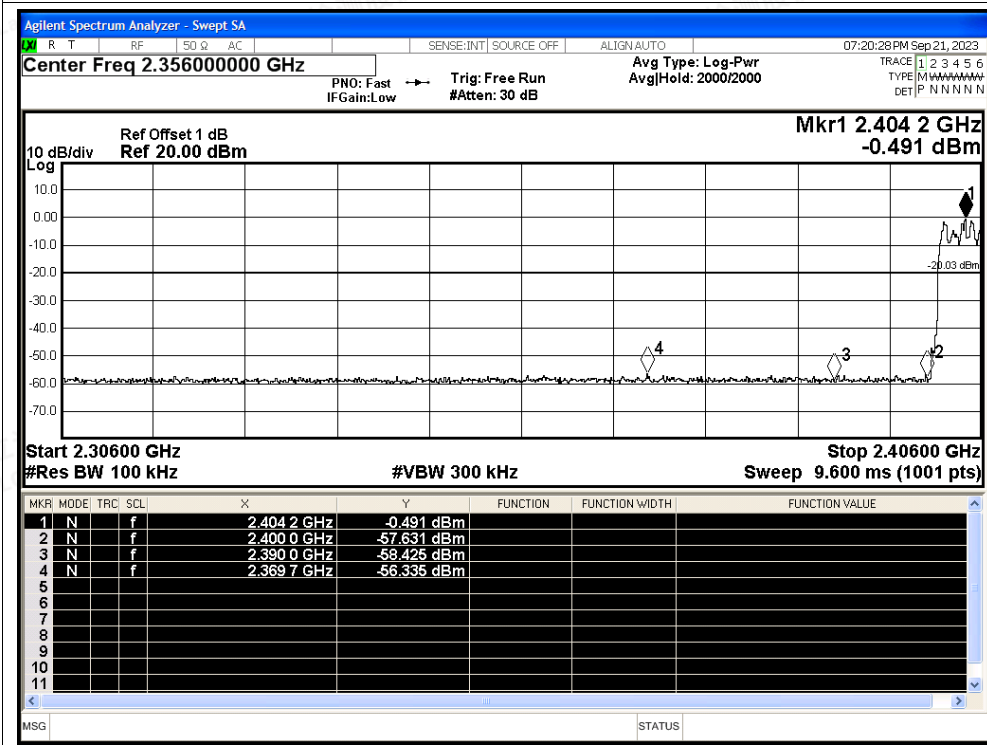 Agilent Spectrum Analyzer - Swept SA
LXI R T RF 50 Ω AC SENSE:INT SOURCE OFF ALIGN AUTO 07:20:28 PM Sep 21, 2023
Center Freq 2.356000000 GHz
PNO: Fast
IFGain:Low
Trig: Free Run
#Atten: 30 dB
Avg Type: Log-Pwr
Avg|Hold: 2000/2000
TRACE 1 2 3 4 5 6
TYPE M
DET P N N N N N
Mkr1 2.404 2 GHz
-0.491 dBm
Ref Offset 1 dB
10 dB/div Ref 20.00 dBm
Log
10.0
0.00
-10.0
-20.0
-30.0
-40.0
-50.0
-60.0
-70.0
1
-20.03 dBm
4
3
2
Start 2.30600 GHz Stop 2.40600 GHz
#Res BW 100 kHz #VBW 300 kHz Sweep 9.600 ms (1001 pts)
MKR MODE TRC SCL X Y FUNCTION FUNCTION WIDTH FUNCTION VALUE
1 N f 2.404 2 GHz -0.491 dBm
2 N f 2.400 0 GHz -57.631 dBm
3 N f 2.390 0 GHz -58.425 dBm
4 N f 2.369 7 GHz -56.335 dBm
5
6
7
8
9
10
11
MSG STATUS